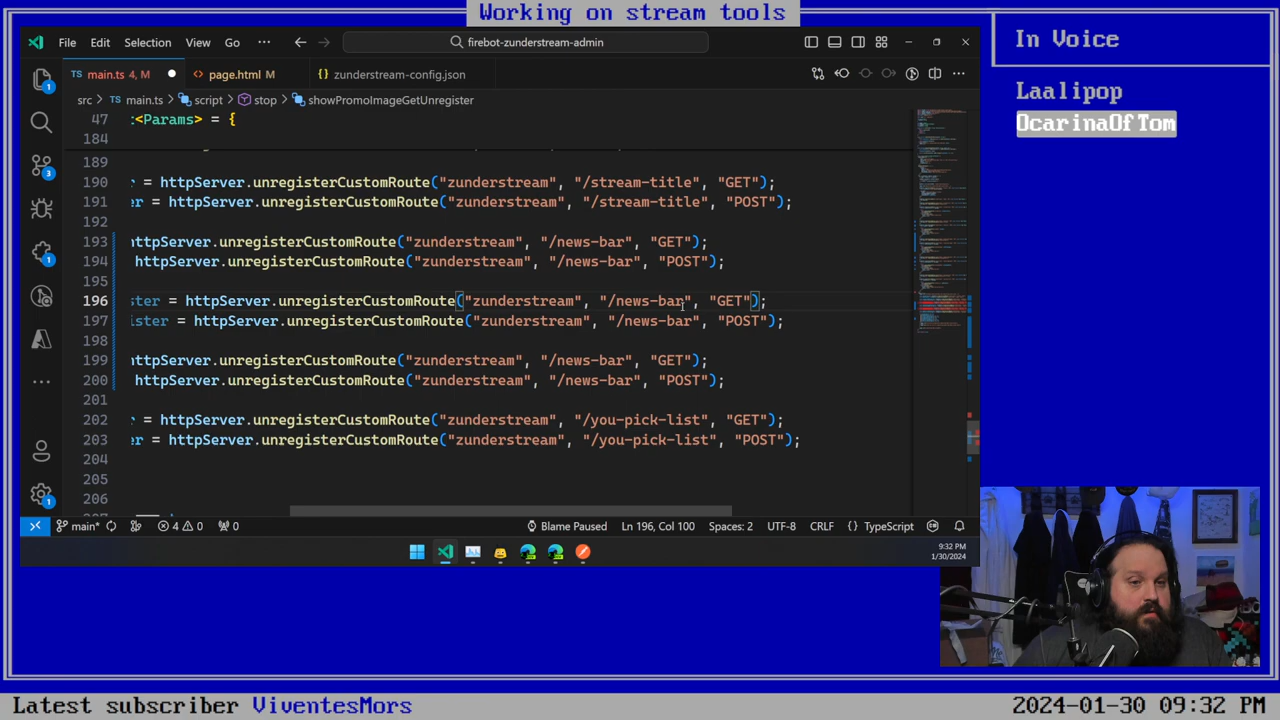 Working on stream tools
File Edit Selection View Go ··· firebot-zunderstream-admin
main.ts 4, M page.html M zunderstream-config.json
src > main.ts > script > stop > showPromoImageGetUnregister
47 t<Params> = {
184
189
190 httpServer.unregisterCustomRoute("zunderstream", "/stream-title", "GET");
191 er = httpServer.unregisterCustomRoute("zunderstream", "/stream-title", "POST");
192
193 httpServer.unregisterCustomRoute("zunderstream", "/news-bar", "GET");
194 httpServer.unregisterCustomRoute("zunderstream", "/news-bar", "POST");
196 = httpServer.unregisterCustomRoute("zunderstream", "/news-bar", "GET");
197 = httpServer.unregisterCustomRoute("zunderstream", "/news-bar", "POST");
198
199 httpServer.unregisterCustomRoute("zunderstream", "/news-bar", "GET");
200 httpServer.unregisterCustomRoute("zunderstream", "/news-bar", "POST");
201
202 r = httpServer.unregisterCustomRoute("zunderstream", "/you-pick-list", "GET");
203 er = httpServer.unregisterCustomRoute("zunderstream", "/you-pick-list", "POST");
204
205
206
main* 4 0 0 Blame Paused Ln 196, Col 100 Spaces: 2 UTF-8 CRLF {} TypeScript
9:32 PM
1/30/2024
In Voice
Laalipop
OcarinaOfTom
Latest subscriber ViventesMors
2024-01-30 09:32 PM